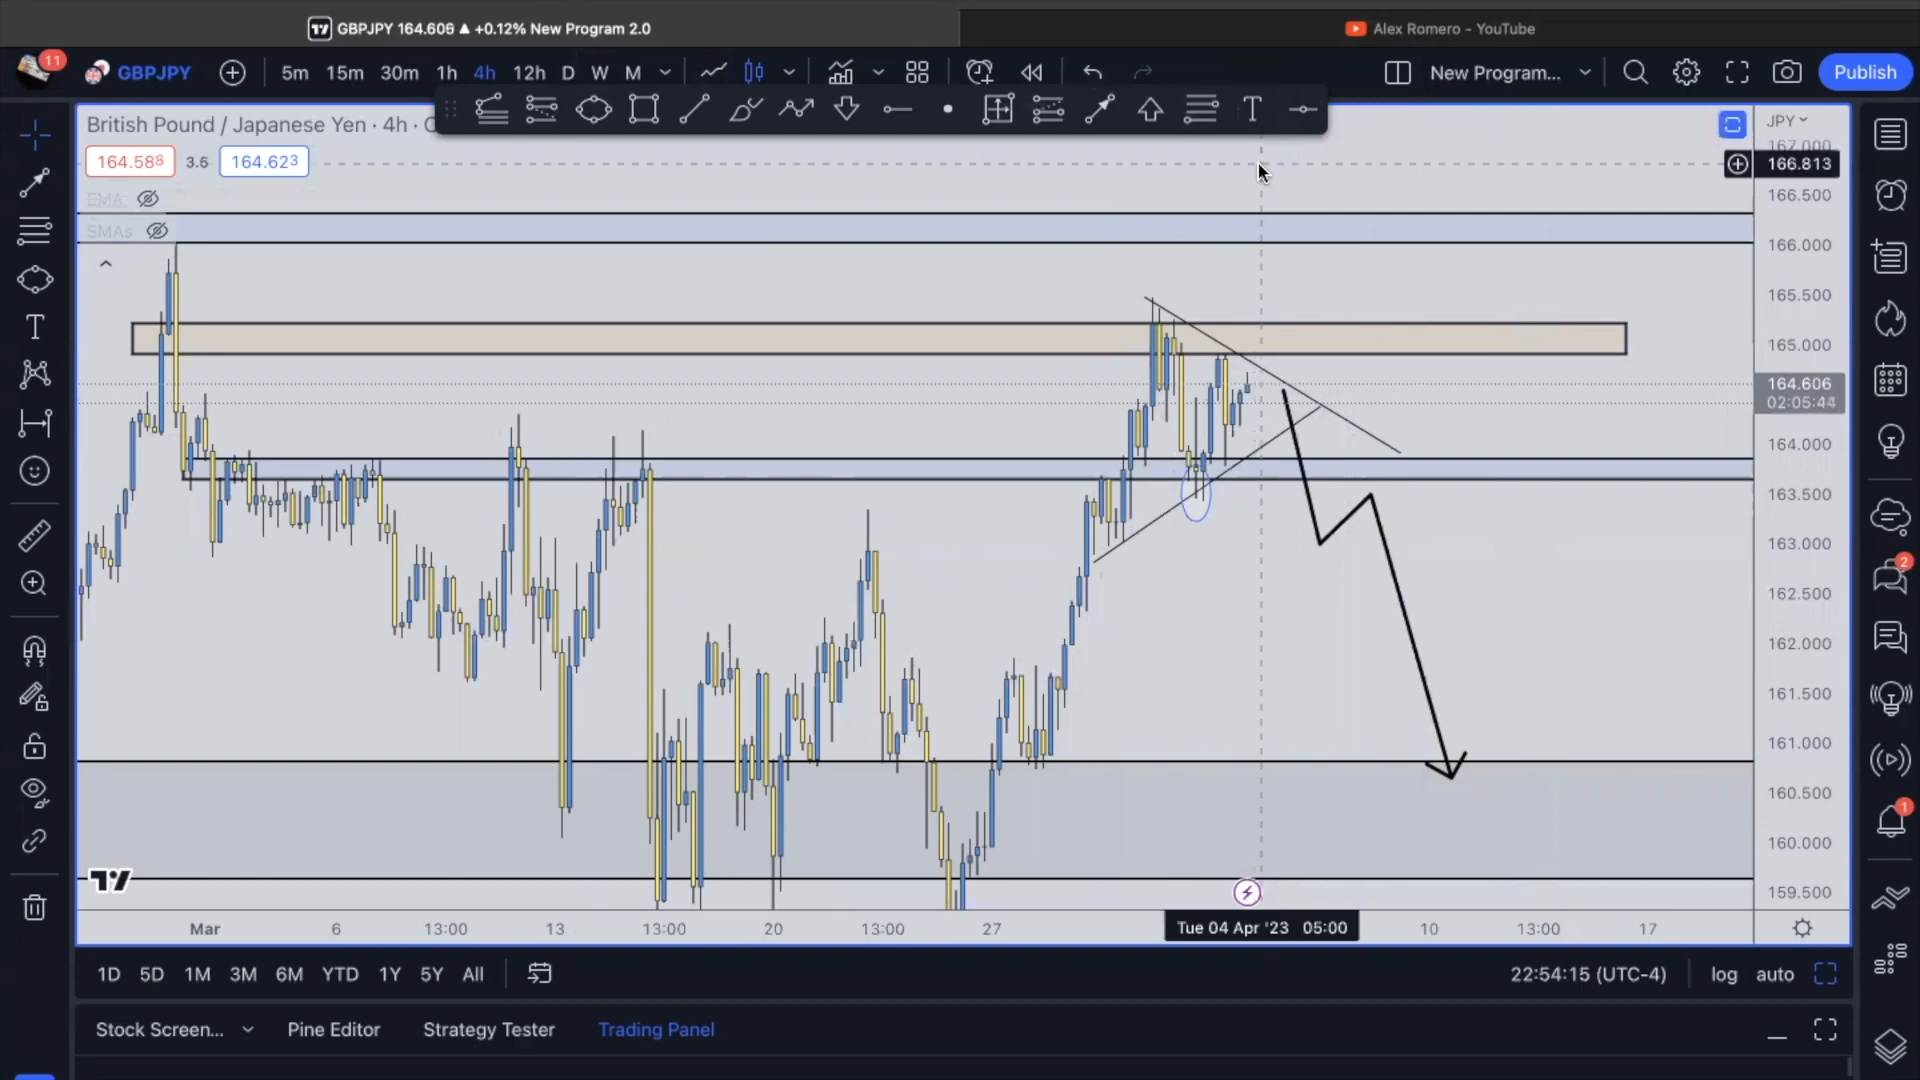 GBPJPY 164.606 ▲ +0.12% New Program 2.0
Alex Romero - YouTube
11
GBPJPY
5m 15m 30m 1h 4h 12h D W M
New Program...
Publish
British Pound / Japanese Yen · 4h ·
JPY
164.588 3.6 164.623
EMA
SMAs
167.000
166.813
166.500
166.000
165.500
165.000
164.606
02:05:44
164.000
163.500
163.000
162.500
162.000
161.500
161.000
160.500
160.000
159.500
2
1
Mar 6 13:00 13 13:00 20 13:00 27 Tue 04 Apr '23 05:00 10 13:00 17
1D 5D 1M 3M 6M YTD 1Y 5Y All
22:54:15 (UTC-4) log auto
Stock Screen... Pine Editor Strategy Tester Trading Panel